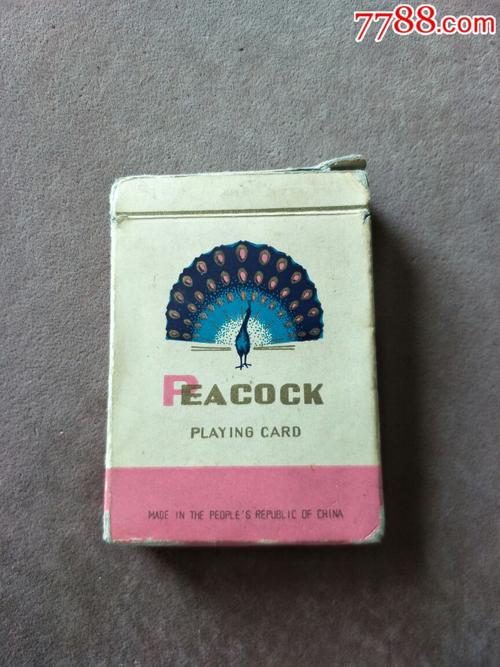 7788.com
PEACOCK
PLAYING CARD
MADE IN THE PEOPLE'S REPUBLIC OF CHINA